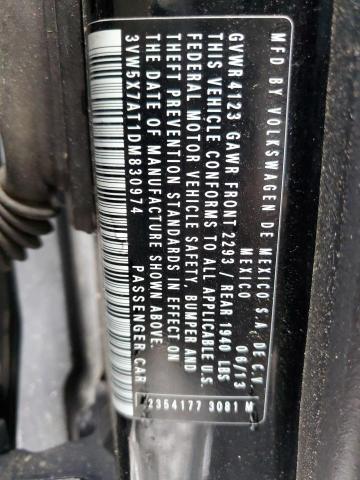 MFD BY VOLKSWAGEN DE MEXICO S.A. DE C.V.
MEXICO 06/13
GVWR 4123 GAWR FRONT 2293 / REAR 1940 LBS
THIS VEHICLE CONFORMS TO ALL APPLICABLE U.S.
FEDERAL MOTOR VEHICLE SAFETY, BUMPER AND
THEFT PREVENTION STANDARDS IN EFFECT ON
THE DATE OF MANUFACTURE SHOWN ABOVE.
3VW5X7AT1DM830974 PASSENGER CAR
2354177 3081 M